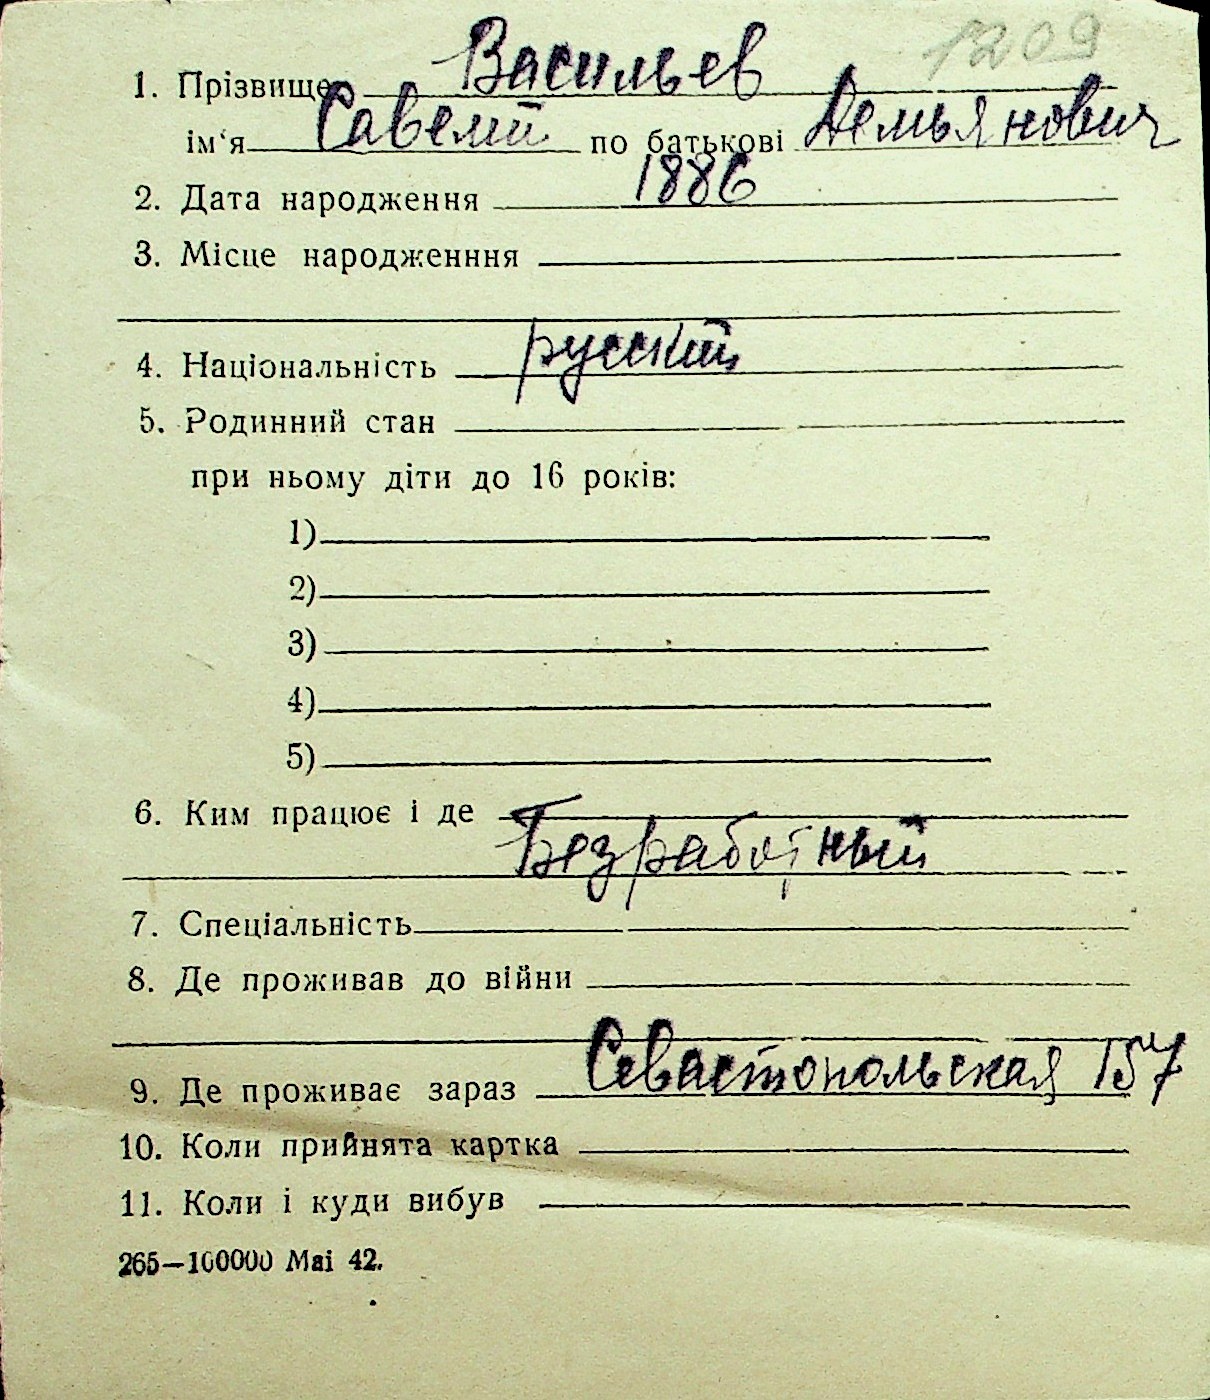 1209
1. Прізвище Васильев
ім‘я Савелий по батькові Демьянович
2. Дата народження 1886
3. Місце народженння
4. Національність русский
5. Родинний стан
при ньому діти до 16 років:
1)
2)
3)
4)
5)
6. Ким працює і де
Безработный
7. Спеціальність
8. Де проживав до війни
9. Де проживає зараз Севастопольская 157
10. Коли прийнята картка
11. Коли і куди вибув
265—100000 Mai 42.